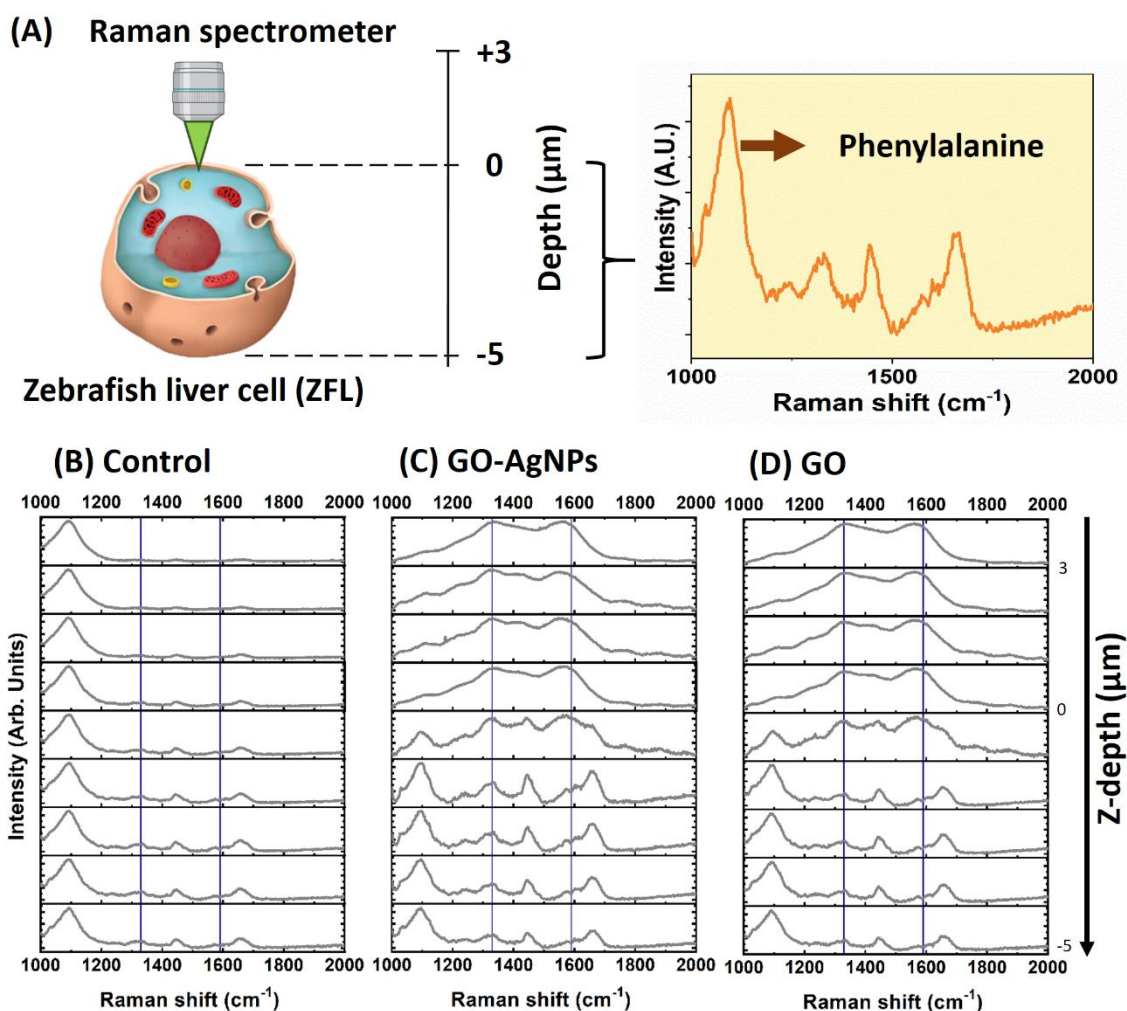 (A) Raman spectrometer
+3
0
-5
Depth (µm)
Zebrafish liver cell (ZFL)
Phenylalanine
Intensity (A.U.)
1000 1500 2000
Raman shift (cm⁻¹)
(B) Control
(C) GO-AgNPs
(D) GO
1000 1200 1400 1600 1800 2000
1000 1200 1400 1600 1800 2000
1000 1200 1400 1600 1800 2000
Intensity (Arb. Units)
3
0
-5
Z-depth (µm)
1000 1200 1400 1600 1800 2000
1000 1200 1400 1600 1800 2000
1000 1200 1400 1600 1800 2000
Raman shift (cm⁻¹)
Raman shift (cm⁻¹)
Raman shift (cm⁻¹)